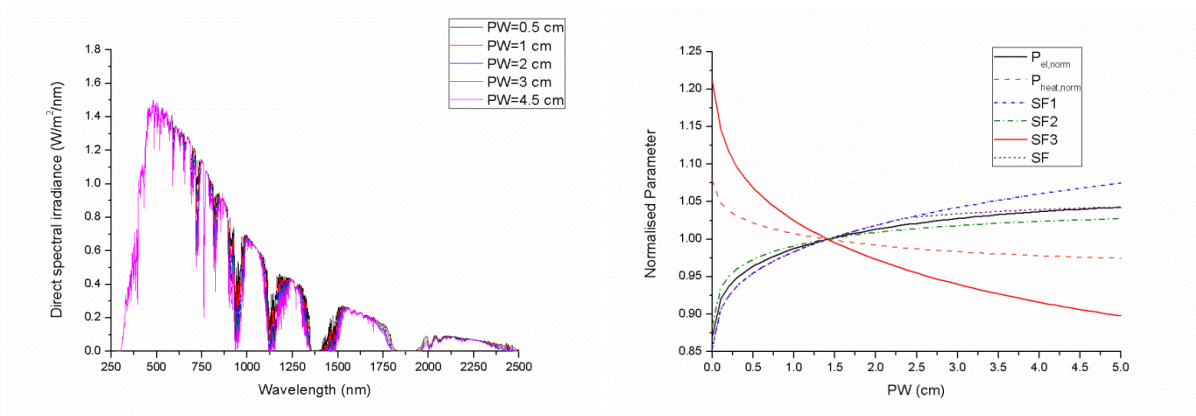 PW=0.5 cm
PW=1 cm
PW=2 cm
PW=3 cm
PW=4.5 cm
1.8
1.6
1.4
1.2
1.0
0.8
0.6
0.4
0.2
0.0
Direct spectral irradiance (W/m²/nm)
250 500 750 1000 1250 1500 1750 2000 2250 2500
Wavelength (nm)
P el,norm
P heat,norm
SF1
SF2
SF3
SF
1.25
1.20
1.15
1.10
1.05
1.00
0.95
0.90
0.85
Normalised Parameter
0.0 0.5 1.0 1.5 2.0 2.5 3.0 3.5 4.0 4.5 5.0
PW (cm)